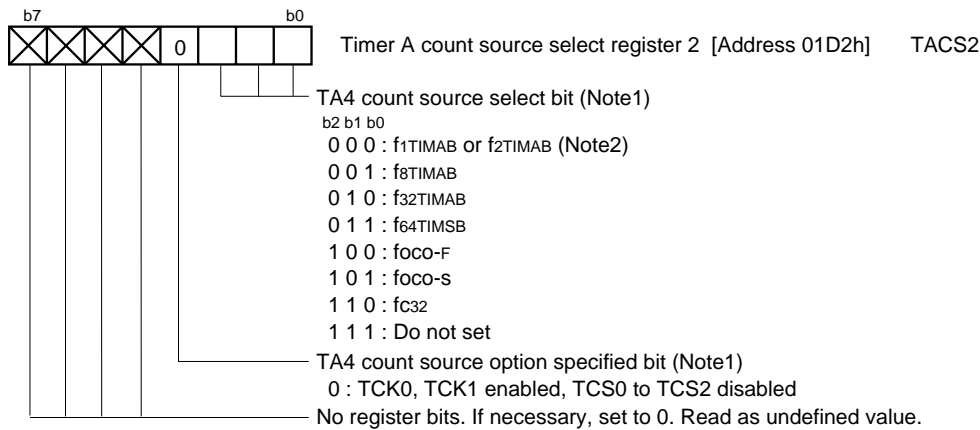 b7 b0
0 Timer A count source select register 2 [Address 01D2h] TACS2
TA4 count source select bit (Note1)
b2 b1 b0
0 0 0 : f1TIMAB or f2TIMAB (Note2)
0 0 1 : f8TIMAB
0 1 0 : f32TIMAB
0 1 1 : f64TIMSB
1 0 0 : foco-F
1 0 1 : foco-s
1 1 0 : fc32
1 1 1 : Do not set
TA4 count source option specified bit (Note1)
0 : TCK0, TCK1 enabled, TCS0 to TCS2 disabled
No register bits. If necessary, set to 0. Read as undefined value.